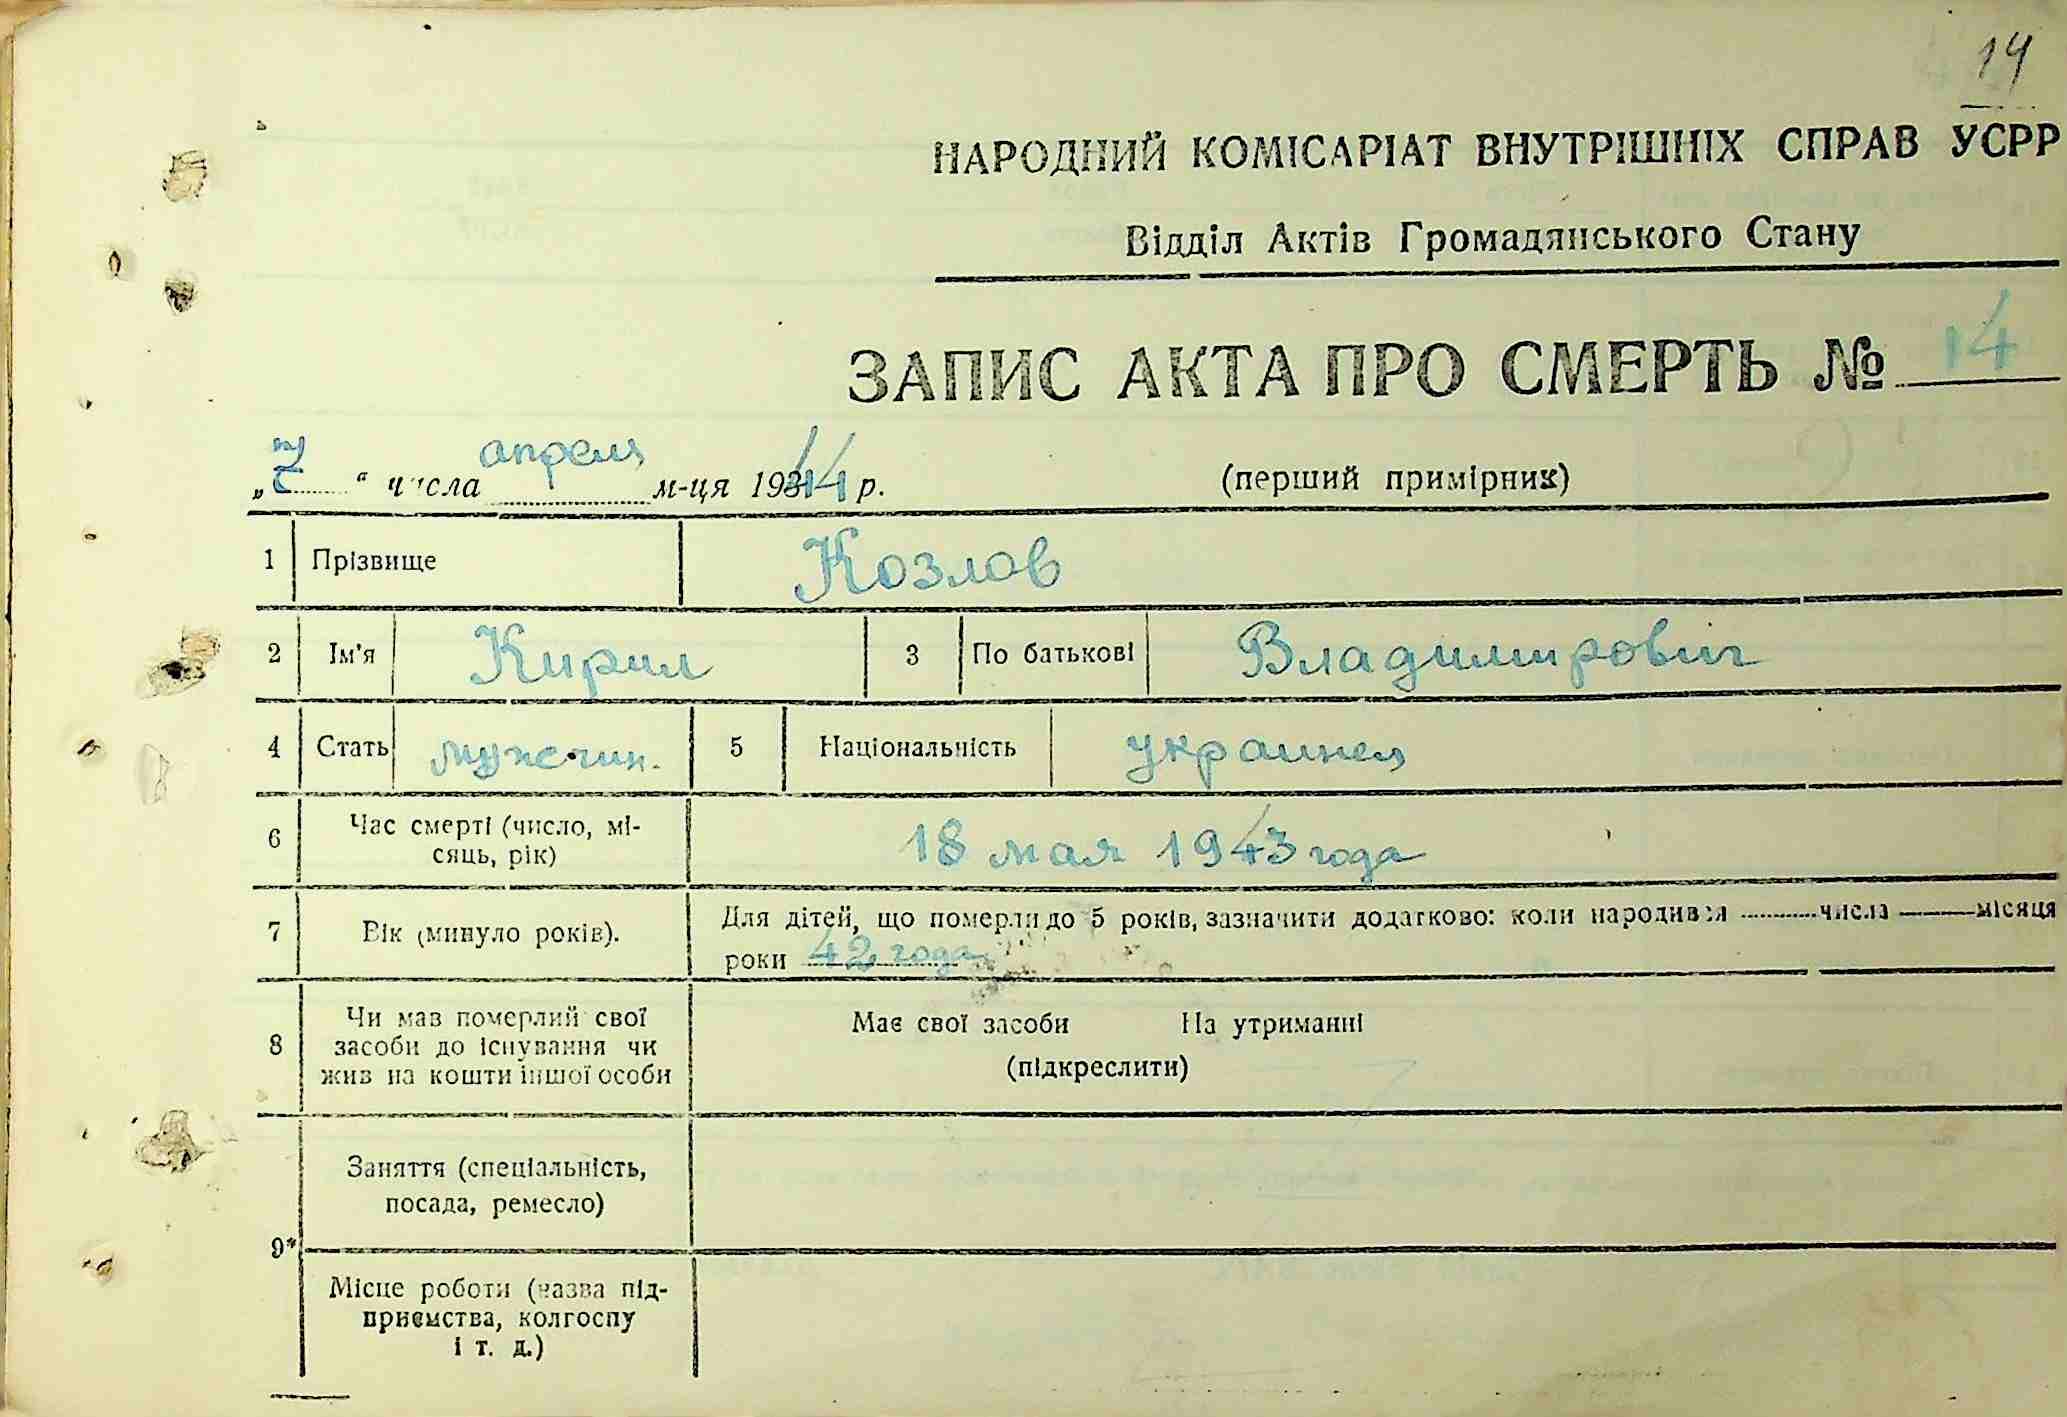 14
НАРОДНИЙ КОМІСАРІАТ ВНУТРІШНІХ СПРАВ УСРР
Відділ Актів Громадянського Стану
ЗАПИС АКТА ПРО СМЕРТЬ № 14
„7“ числа апреля м-ця 1944 р. (перший примірник)
1 Прізвище Козлов
2 Ім'я Кирил 3 По батькові Владимирович
4 Стать мужчин. 5 Національність украинец
6 Час смерті (число, мі-
сяць, рік) 18 мая 1943 года
7 Вік (минуло років). Для дітей, що померли до 5 років, зазначити додатково: коли народився числа місяця
роки 42 года
8 Чи мав померлий свої
засоби до існування чи
жив на кошти іншої особи
Має свої засоби На утриманні
(підкреслити)
9* Заняття (спеціальність,
посада, ремесло)
Місце роботи (назва під-
приємства, колгоспу
і т. д.)